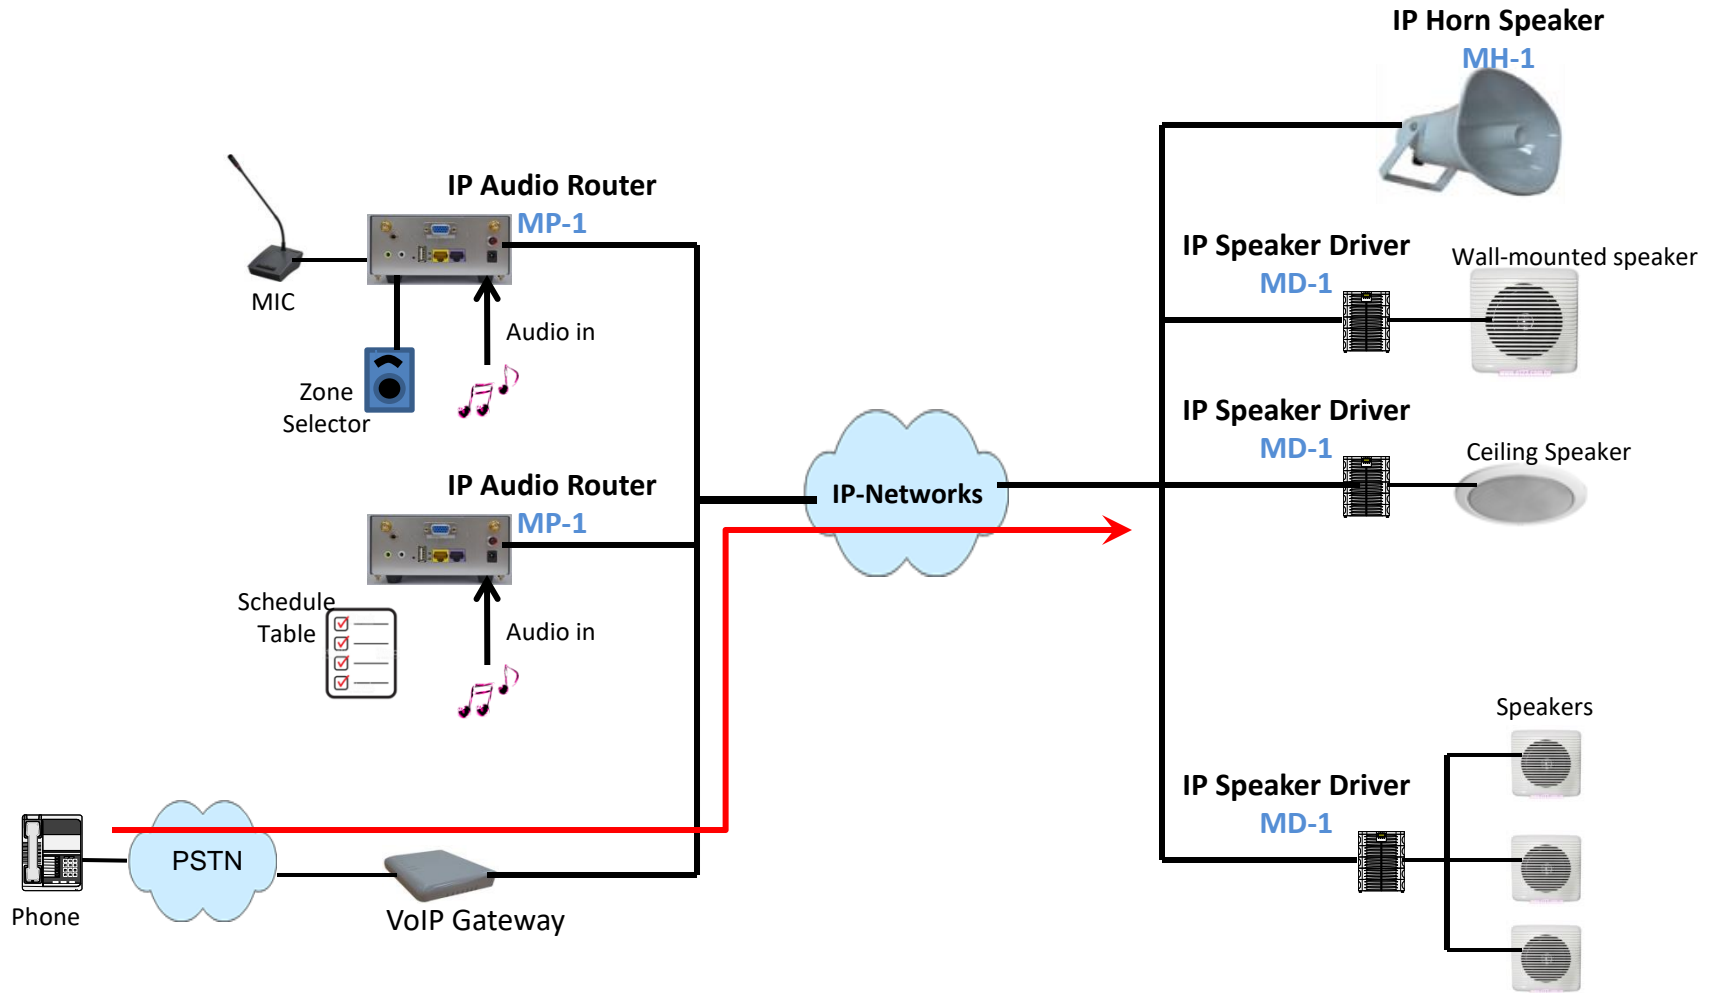 IP Horn Speaker
MH-1
IP Audio Router
MP-1
MIC
Audio in
Zone
Selector
IP Speaker Driver
MD-1
Wall-mounted speaker
IP Speaker Driver
MD-1
Ceiling Speaker
IP Audio Router
MP-1
IP-Networks
Schedule
Table
Audio in
Speakers
IP Speaker Driver
MD-1
Phone
PSTN
VoIP Gateway